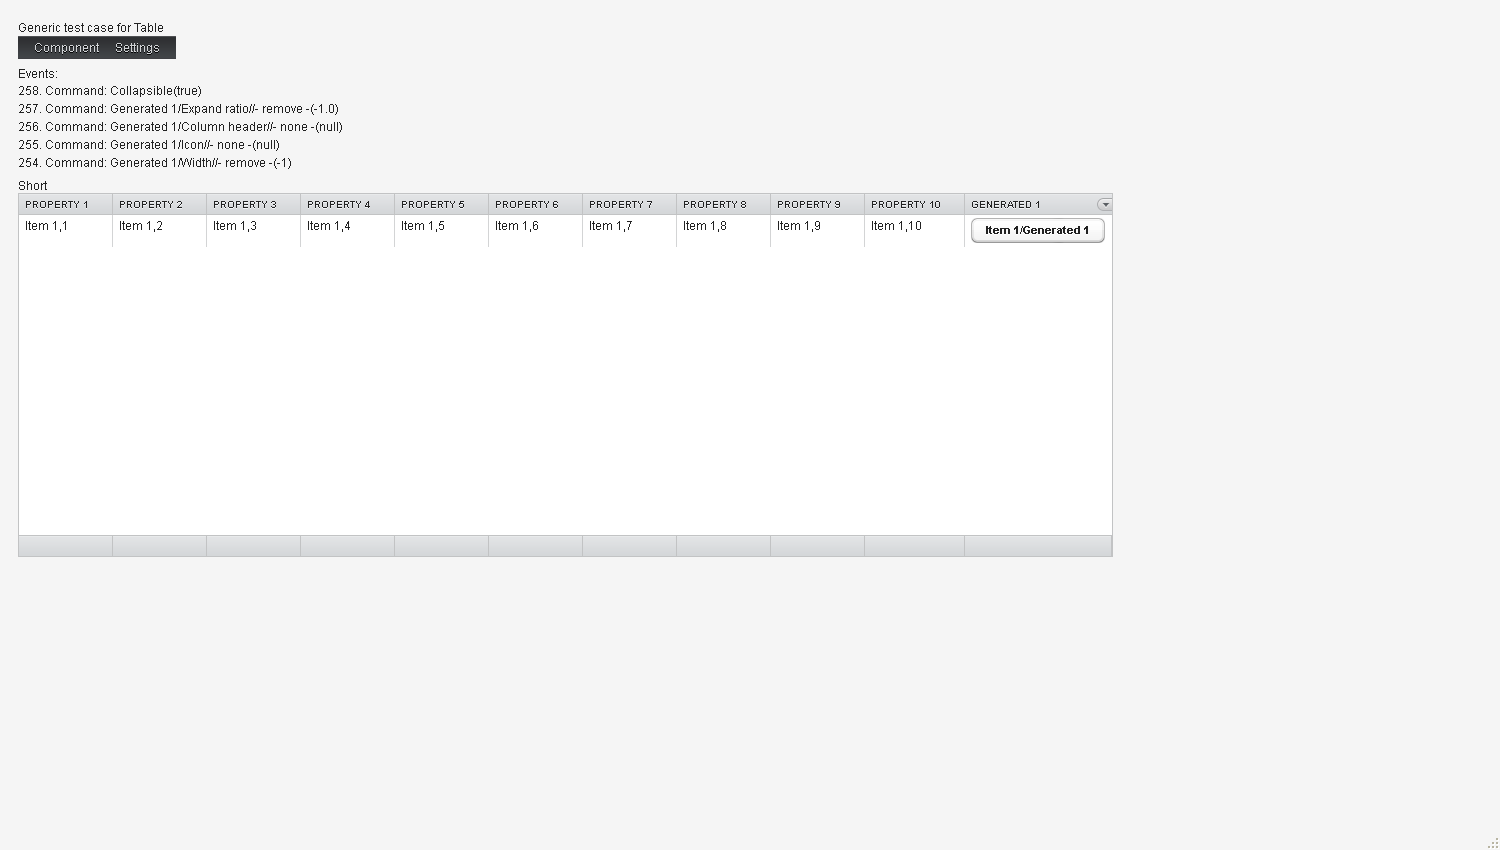 Generic test case for Table
Component Settings
Events:
258. Command: Collapsible(true)
257. Command: Generated 1/Expand ratio//- remove -(-1.0)
256. Command: Generated 1/Column header//- none -(null)
255. Command: Generated 1/Icon//- none -(null)
254. Command: Generated 1/Width//- remove -(-1)
Short
PROPERTY 1 PROPERTY 2 PROPERTY 3 PROPERTY 4 PROPERTY 5 PROPERTY 6 PROPERTY 7 PROPERTY 8 PROPERTY 9 PROPERTY 10 GENERATED 1
Item 1,1 Item 1,2 Item 1,3 Item 1,4 Item 1,5 Item 1,6 Item 1,7 Item 1,8 Item 1,9 Item 1,10 Item 1/Generated 1